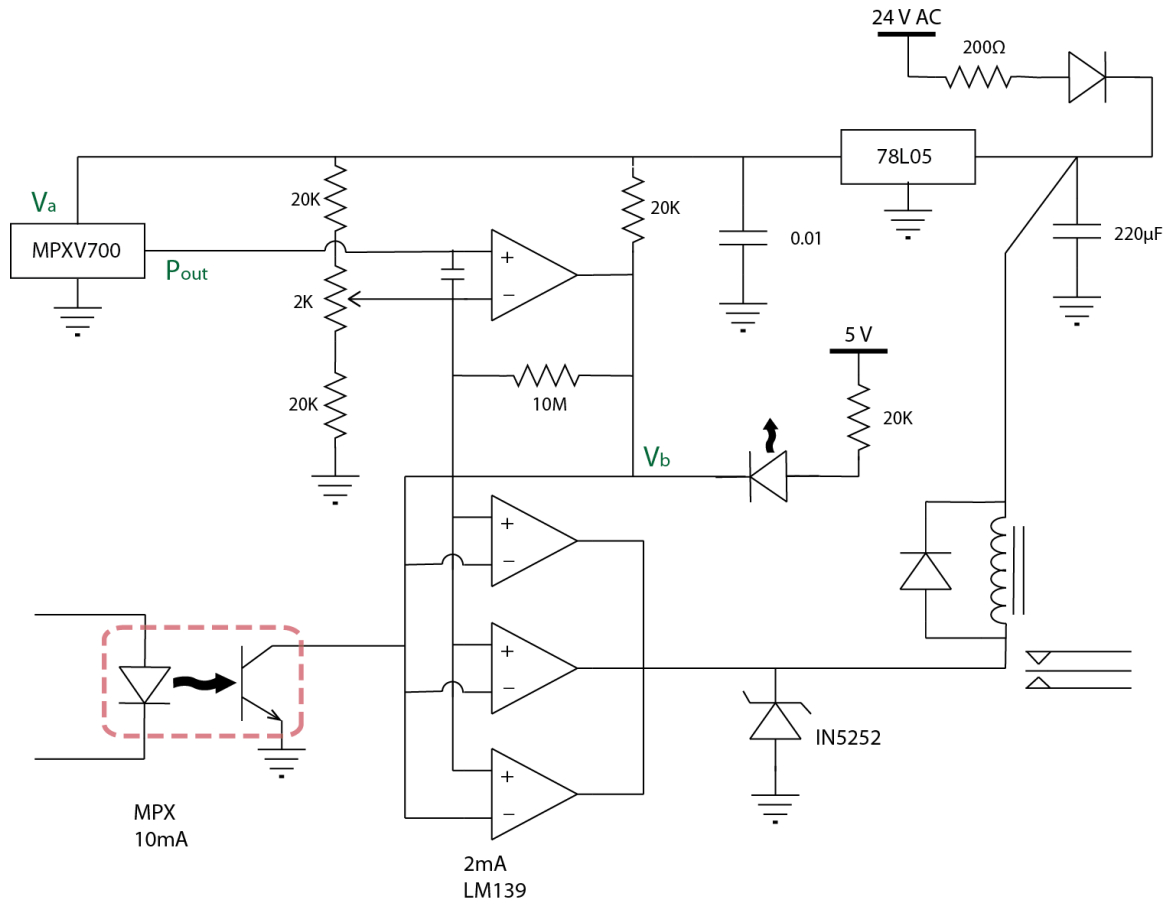 24 V AC
200Ω
78L05
20K
20K
Va
MPXV700
+
0.01
220µF
Pout
2K
−
5 V
20K
10M
20K
Vb
+
−
+
−
IN5252
+
MPX
10mA
−
2mA
LM139